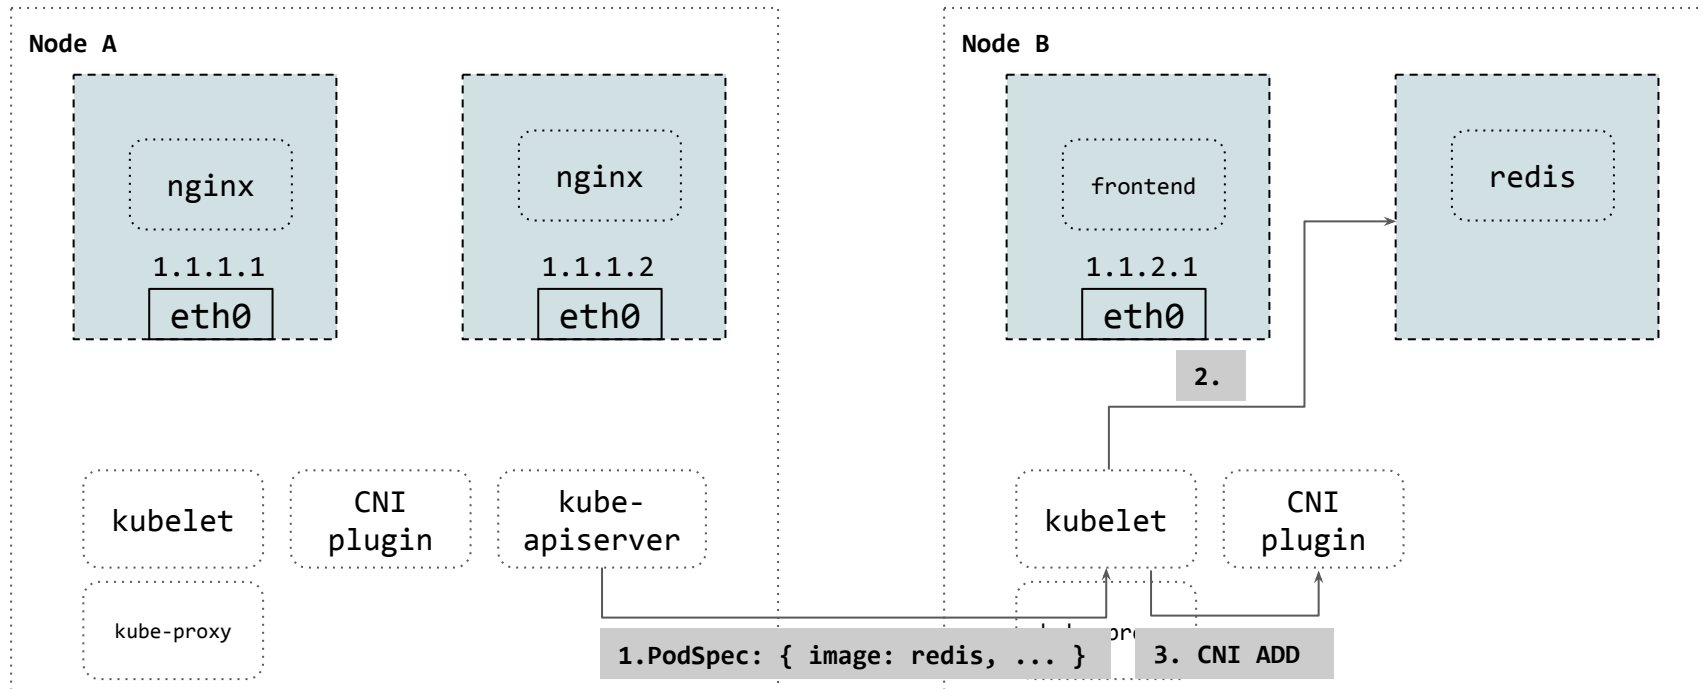 Node A
Node B
nginx
nginx
frontend
redis
1.1.1.1
1.1.1.2
1.1.2.1
eth0
eth0
eth0
2.
kubelet
CNI
plugin
kube-
apiserver
kubelet
CNI
plugin
kube-proxy
1.PodSpec: { image: redis, ... }
3. CNI ADD